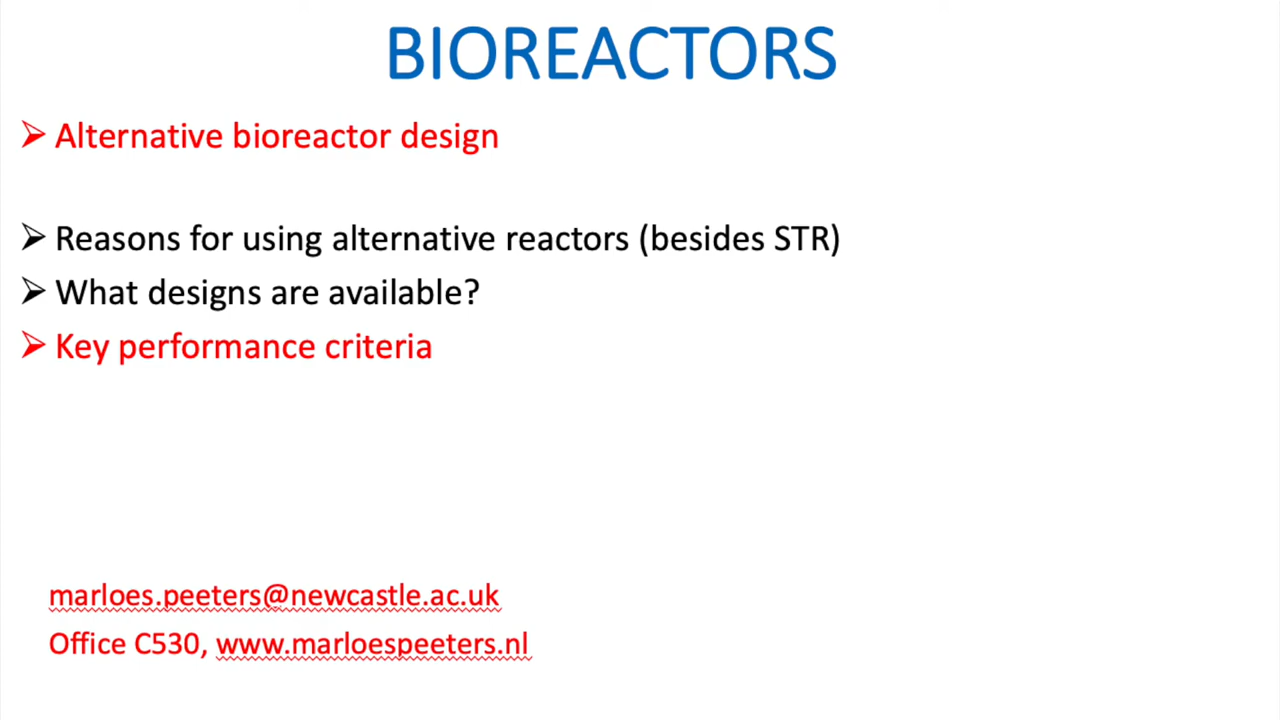 BIOREACTORS
Alternative bioreactor design
Reasons for using alternative reactors (besides STR)
What designs are available?
Key performance criteria
marloes.peeters@newcastle.ac.uk
Office C530, www.marloespeeters.nl